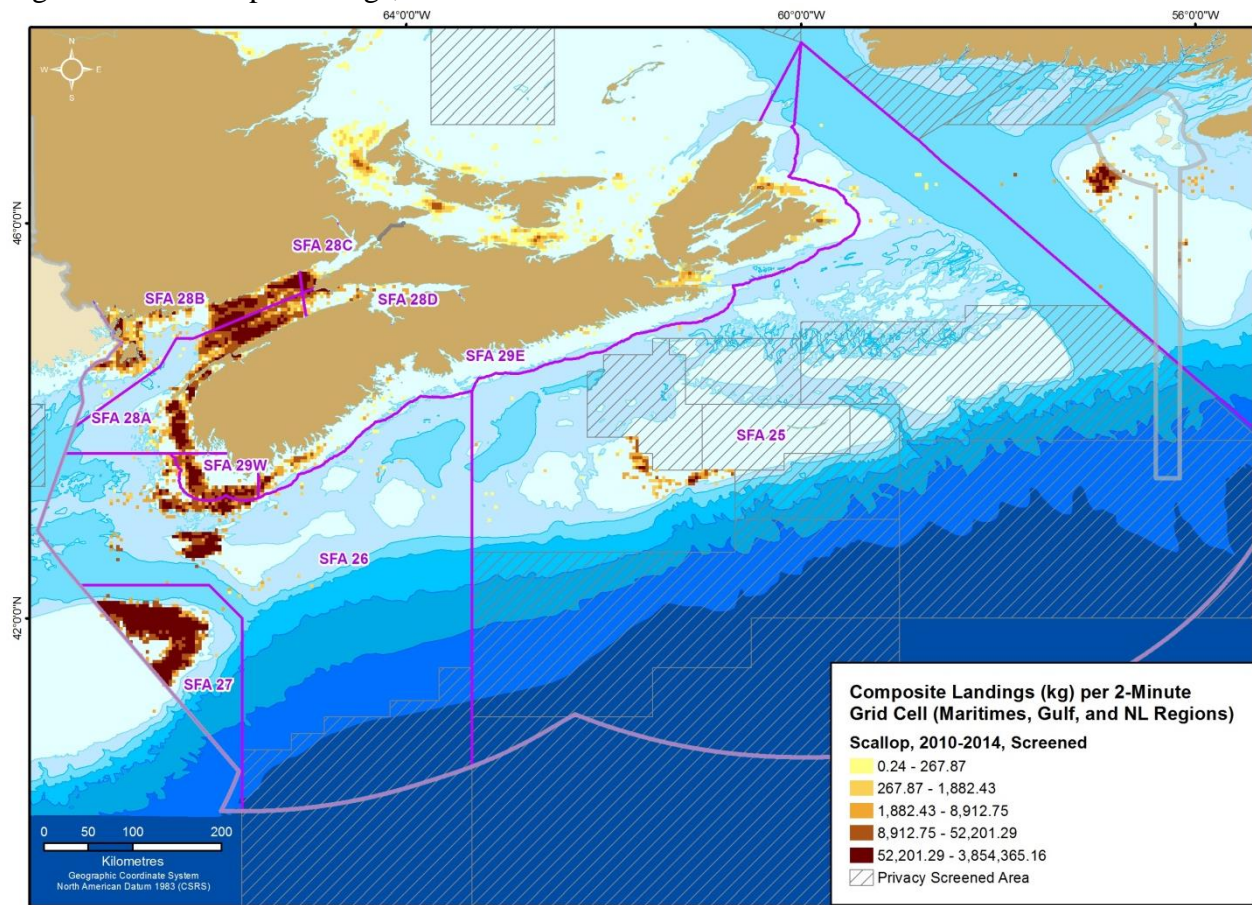 64°0'0"W
60°0'0"W
56°0'0"W
N
W E
S
46°0'0"N
42°0'0"N
SFA 28C
SFA 28B
SFA 28D
SFA 29E
SFA 28A
SFA 29W
SFA 25
SFA 26
SFA 27
0 50 100 200
Kilometres
Geographic Coordinate System
North American Datum 1983 (CSRS)
Composite Landings (kg) per 2-Minute
Grid Cell (Maritimes, Gulf, and NL Regions)
Scallop, 2010-2014, Screened
0.24 - 267.87
267.87 - 1,882.43
1,882.43 - 8,912.75
8,912.75 - 52,201.29
52,201.29 - 3,854,365.16
Privacy Screened Area